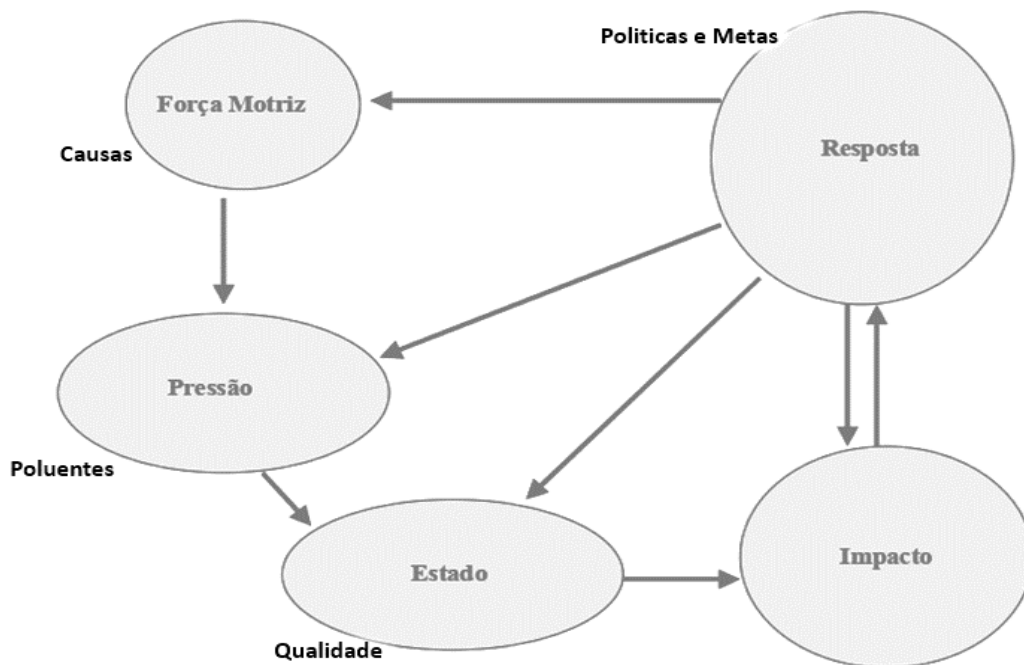 Politicas e Metas
Força Motriz
Resposta
Causas
Pressão
Poluentes
Impacto
Estado
Qualidade